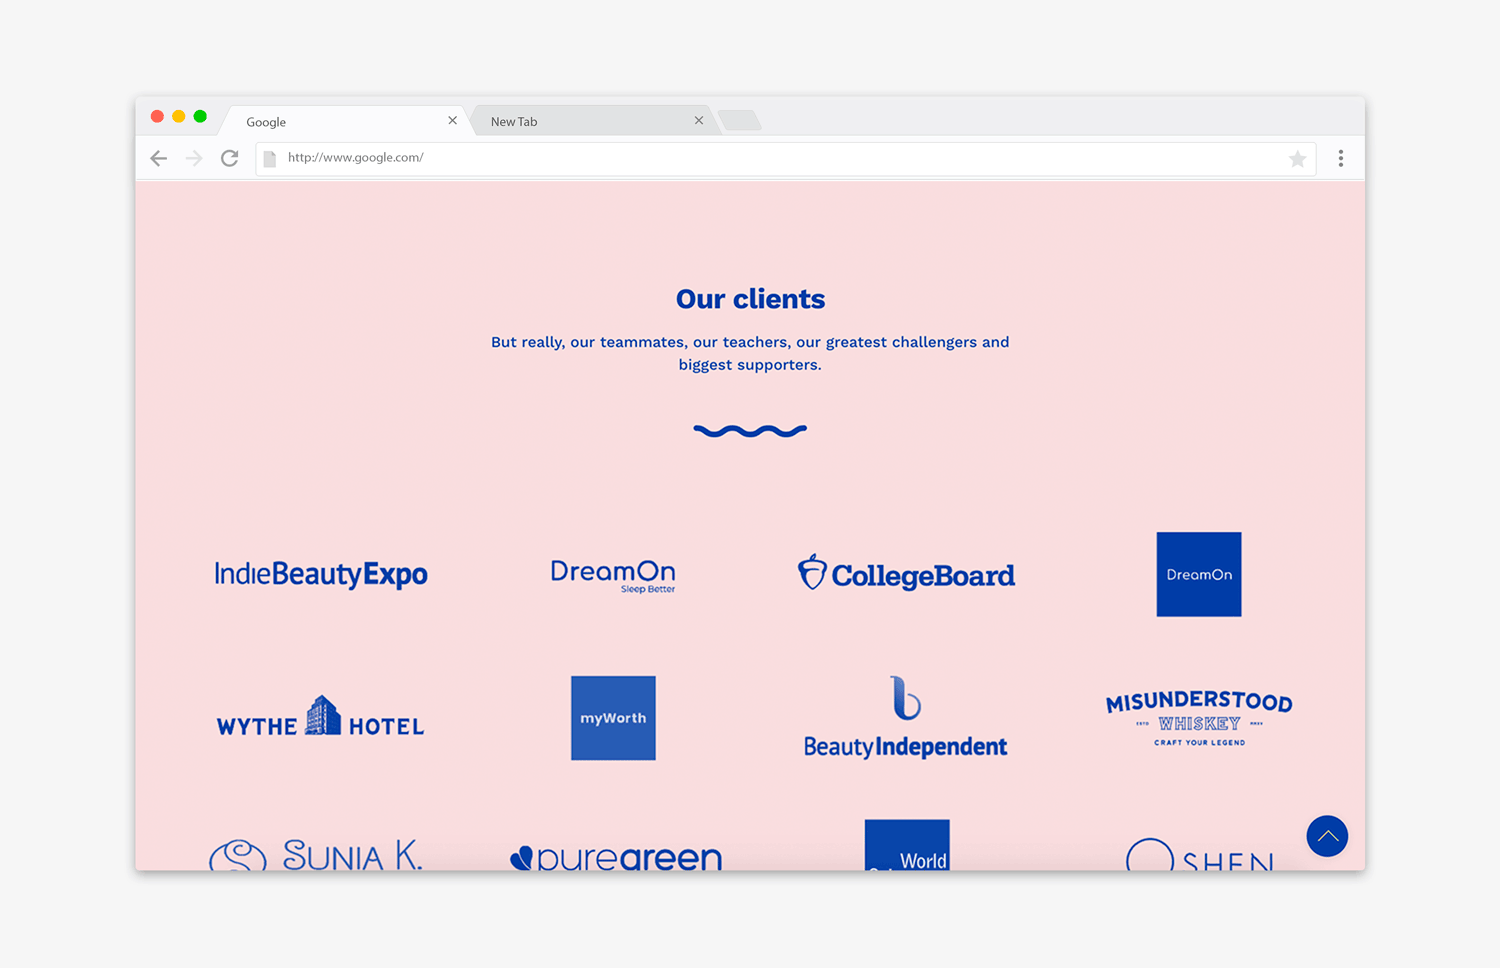 Google
New Tab
http://www.google.com/
Our clients
But really, our teammates, our teachers, our greatest challengers and
biggest supporters.
IndieBeautyExpo
DreamOn
Sleep Better
CollegeBoard
DreamOn
WYTHE HOTEL
myWorth
BeautyIndependent
MISUNDERSTOOD
ESTD WHISKEY
CRAFT YOUR LEGEND
SUNIA K.
puregreen
World
SHEN